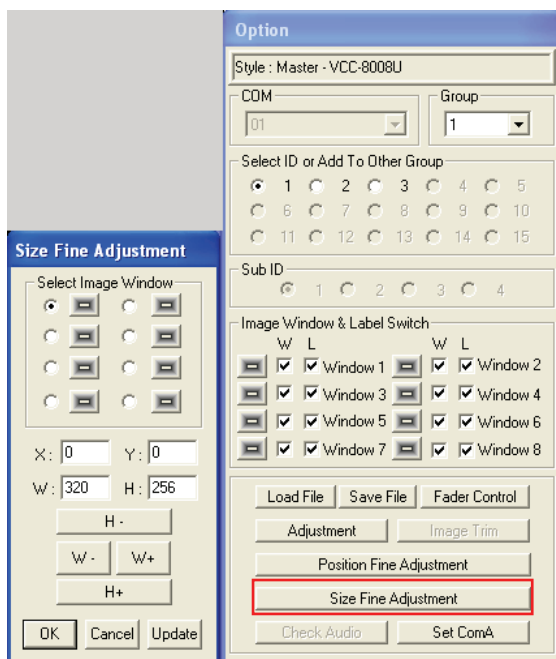 Option
Style : Master - VCC-8008U
COM
Group
01
1
Select ID or Add To Other Group
1 2 3 4 5
6 7 8 9 10
11 12 13 14 15
Sub ID
1 2 3 4
Image Window & Label Switch
W L W L
Window 1 Window 2
Window 3 Window 4
Window 5 Window 6
Window 7 Window 8
Load File Save File Fader Control
Adjustment Image Trim
Position Fine Adjustment
Size Fine Adjustment
Check Audio Set ComA
Size Fine Adjustment
Select Image Window
X : 0 Y : 0
W : 320 H : 256
H -
W - W+
H+
OK Cancel Update